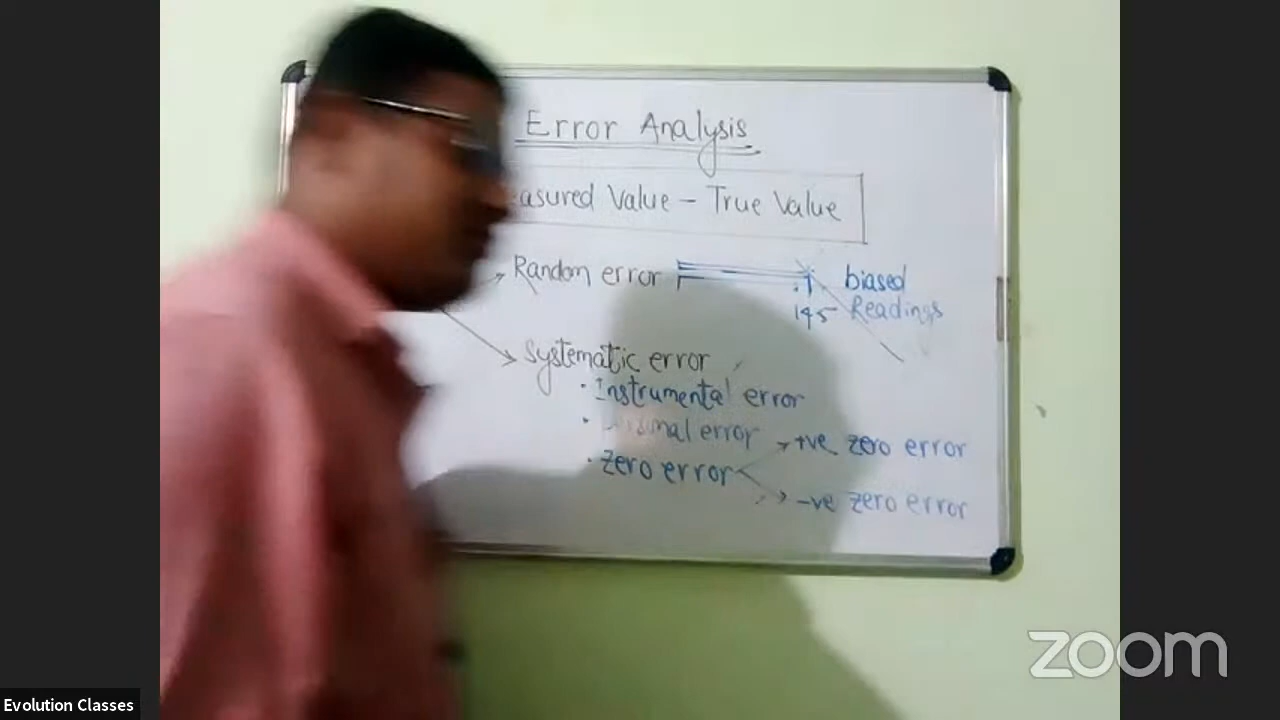 Error Analysis
Value - True Value
Random error
biased
145 Readings
Systematic error
• Instrumental error
error
+ve zero error
• Zero error
-ve zero error
zoom
Evolution Classes